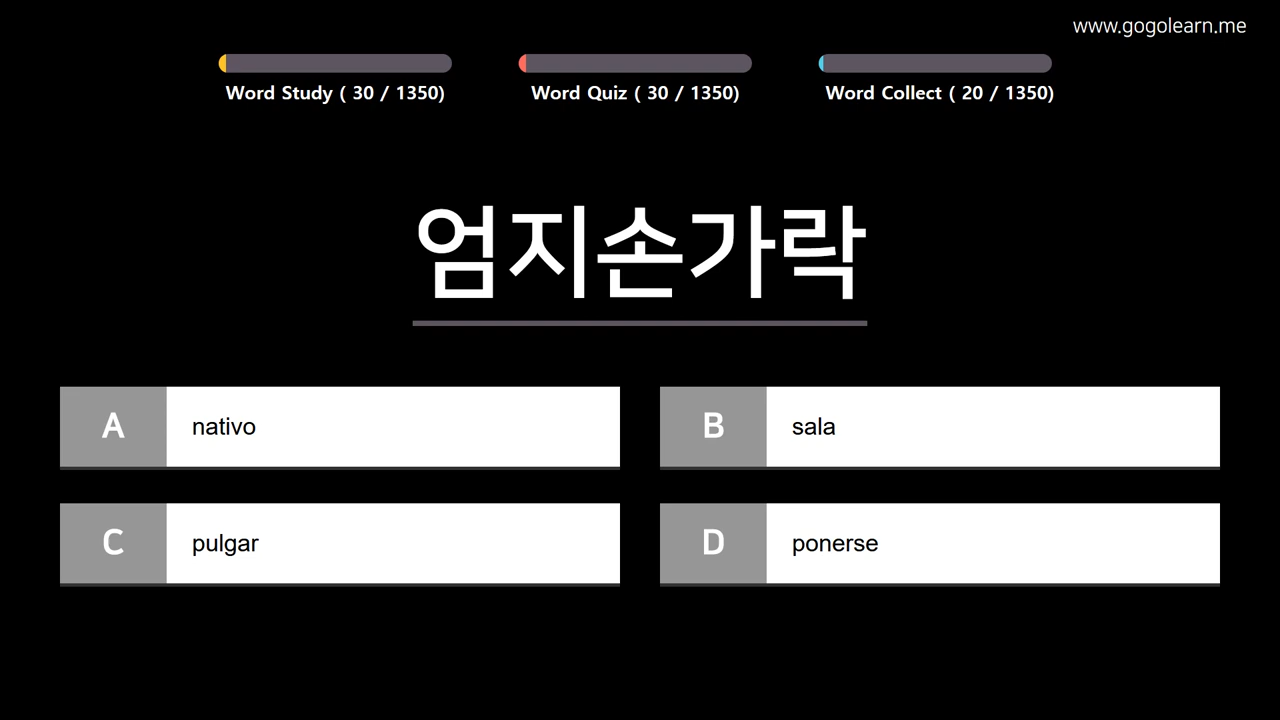 www.gogolearn.me
Word Study ( 30 / 1350)
Word Quiz ( 30 / 1350)
Word Collect ( 20 / 1350)
엄지손가락
A nativo
B sala
C pulgar
D ponerse